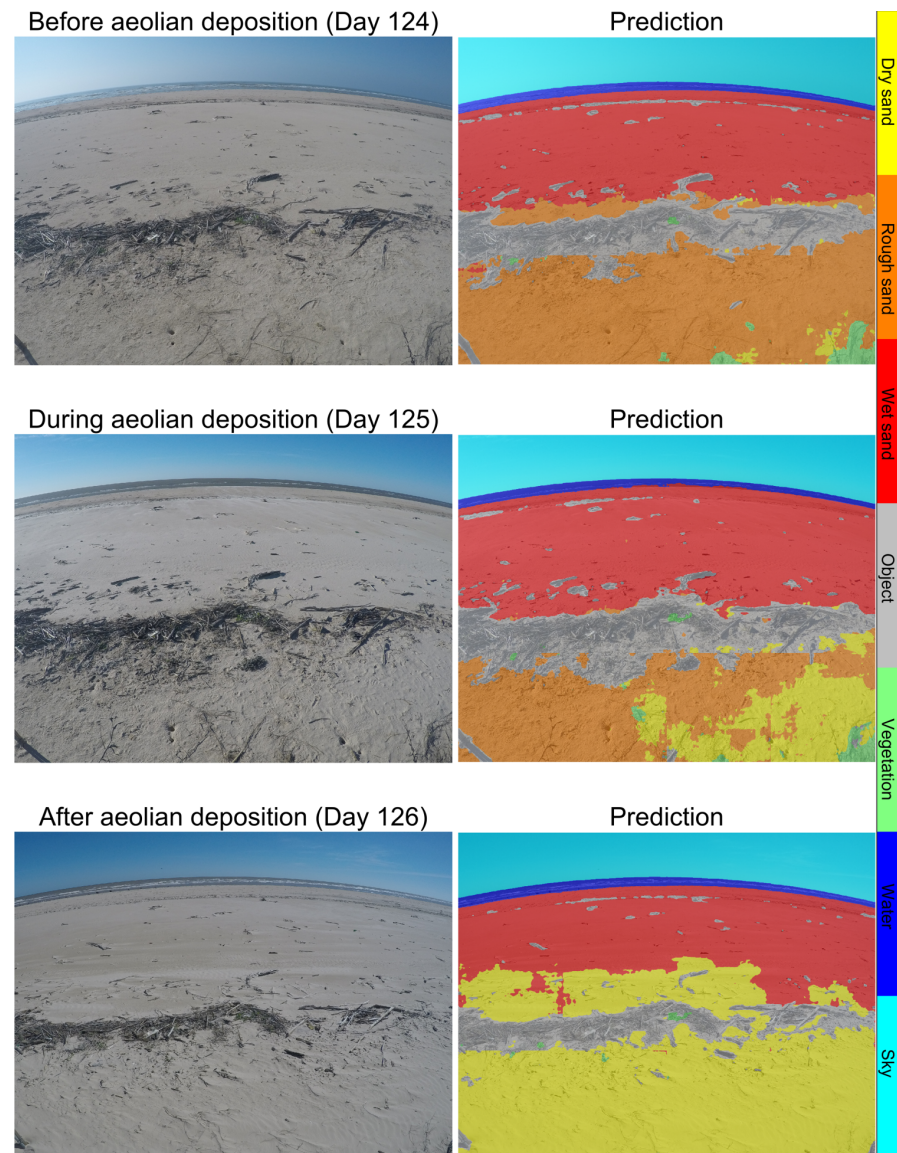 Before aeolian deposition (Day 124)
Prediction
During aeolian deposition (Day 125)
Prediction
After aeolian deposition (Day 126)
Prediction
Dry sand
Rough sand
Wet sand
Object
Vegetation
Water
Sky